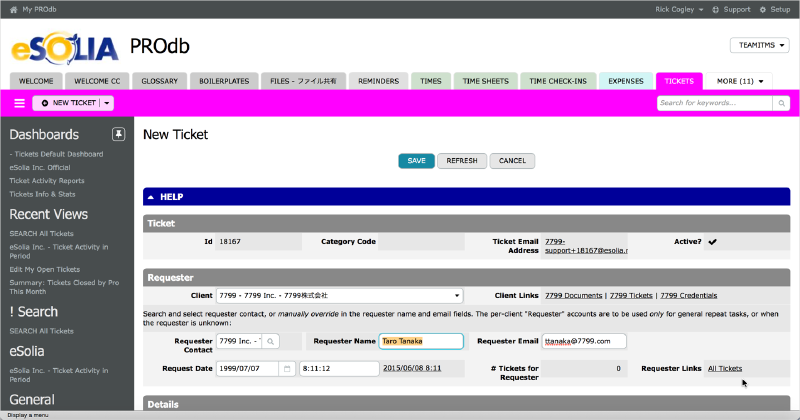 My PROdb
Rick Cogley
Support
Setup
eSOLIA PROdb
TEAMITMS
WELCOME
WELCOME CC
GLOSSARY
BOILERPLATES
FILES - ファイル共有
REMINDERS
TIMES
TIME SHEETS
TIME CHECK-INS
EXPENSES
TICKETS
MORE (11)
NEW TICKET
Search for keywords...
Dashboards
- Tickets Default Dashboard
eSolia Inc. Official
Ticket Activity Reports
Tickets Info & Stats
Recent Views
SEARCH All Tickets
eSolia Inc. - Ticket Activity in
Period
Edit My Open Tickets
Summary: Tickets Closed by Pro
This Month
! Search
SEARCH All Tickets
eSolia
eSolia Inc. - Ticket Activity in
Period
General
Display a menu
New Ticket
SAVE
REFRESH
CANCEL
HELP
Ticket
Id 18167
Category Code
Ticket Email
Address
7799-
support+18167@esolia.r
Active?
Requester
Client 7799 - 7799 Inc. - 7799株式会社
Client Links 7799 Documents | 7799 Tickets | 7799 Credentials
Search and select requester contact, or manually override in the requester name and email fields. The per-client "Requester" accounts are to be used only for general repeat tasks, or when
the requester is unknown:
Requester
Contact
7799 Inc. -
Requester Name Taro Tanaka
Requester Email ttanaka@7799.com
Request Date 1999/07/07 8:11:12 2015/06/08 8:11
# Tickets for
Requester
0
Requester Links All Tickets
Details